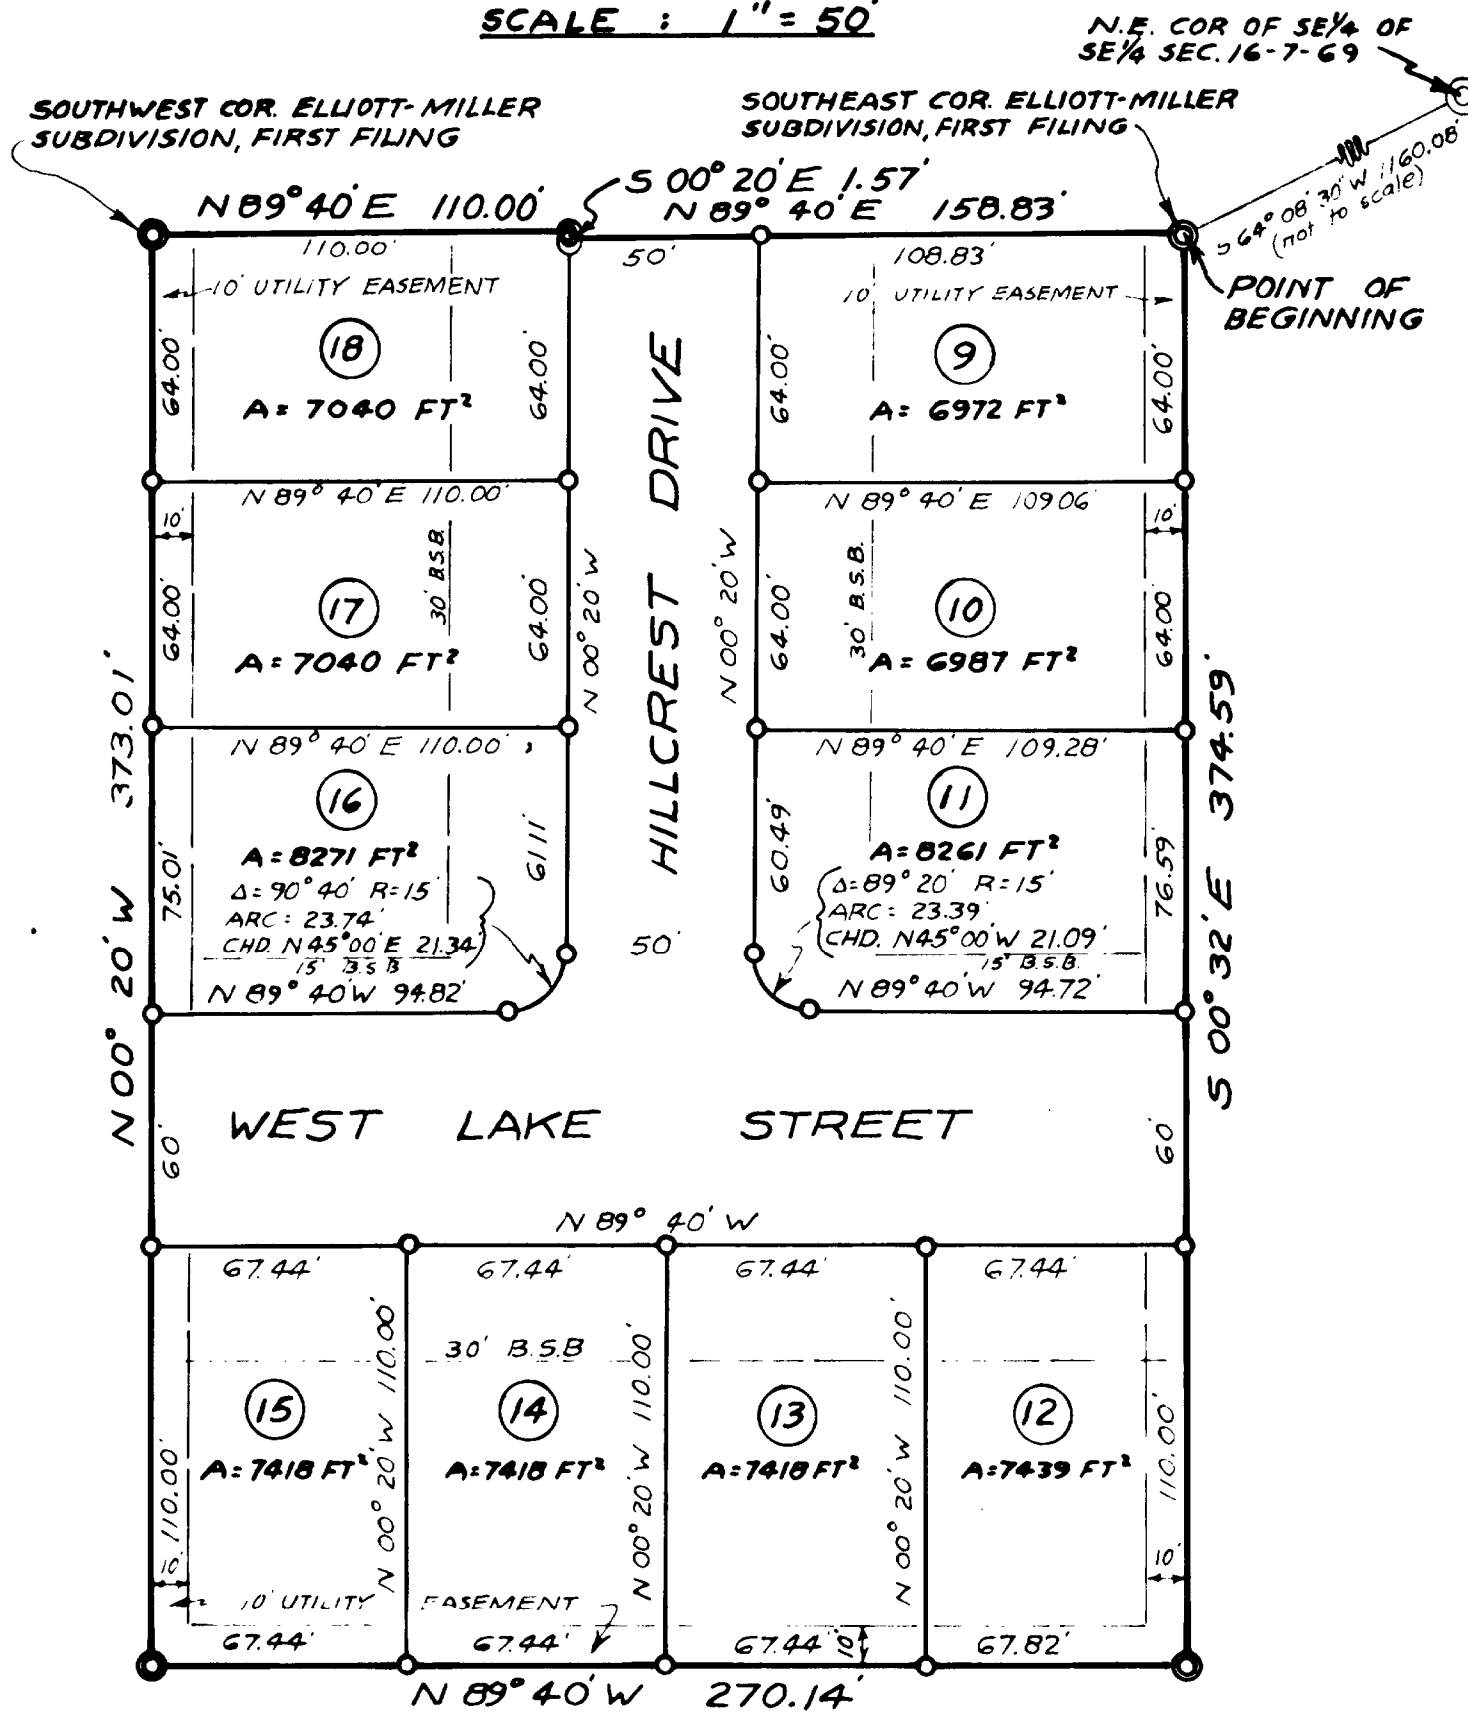 SCALE : 1" = 50'
N.E. COR OF SE¼ OF
SE¼ SEC. 16-7-69
SOUTHWEST COR. ELLIOTT-MILLER
SUBDIVISION, FIRST FILING
SOUTHEAST COR. ELLIOTT-MILLER
SUBDIVISION, FIRST FILING
S 64° 08' 30" W 1160.08'
(not to scale)
S 00° 20' E 1.57'
N 89° 40' E 110.00'
N 89° 40' E 158.83'
POINT OF
BEGINNING
110.00'
50'
108.83'
10' UTILITY EASEMENT
10' UTILITY EASEMENT
64.00'
18
A = 7040 FT²
64.00'
HILLCREST DRIVE
64.00'
9
A = 6972 FT²
64.00'
N 89° 40' E 110.00'
N 89° 40' E 109.06'
10'
30' B.S.B.
10'
30' B.S.B.
64.00'
17
A = 7040 FT²
64.00'
N 00° 20' W
N 00° 20' W
64.00'
10
A = 6987 FT²
64.00'
N 00° 20' W 373.01'
S 00° 32' E 374.59'
N 89° 40' E 110.00'
N 89° 40' E 109.28'
75.01'
16
A = 8271 FT²
Δ = 90° 40' R = 15'
ARC = 23.74'
CHD. N 45° 00' E 21.34'
15' B.S.B
N 89° 40' W 94.82'
61.11'
50'
60.49'
11
A = 8261 FT²
Δ = 89° 20' R = 15'
ARC = 23.39'
CHD. N 45° 00' W 21.09'
15' B.S.B.
N 89° 40' W 94.72'
76.59'
60'
WEST LAKE STREET
60'
N 89° 40' W
67.44'
67.44'
67.44'
67.44'
30' B.S.B
15
A = 7418 FT²
N 00° 20' W 110.00'
14
A = 7418 FT²
N 00° 20' W 110.00'
13
A = 7418 FT²
N 00° 20' W 110.00'
12
A = 7439 FT²
110.00'
110.00'
10'
10'
10' UTILITY EASEMENT
67.44'
67.44'
67.44'
10'
67.82'
N 89° 40' W 270.14'